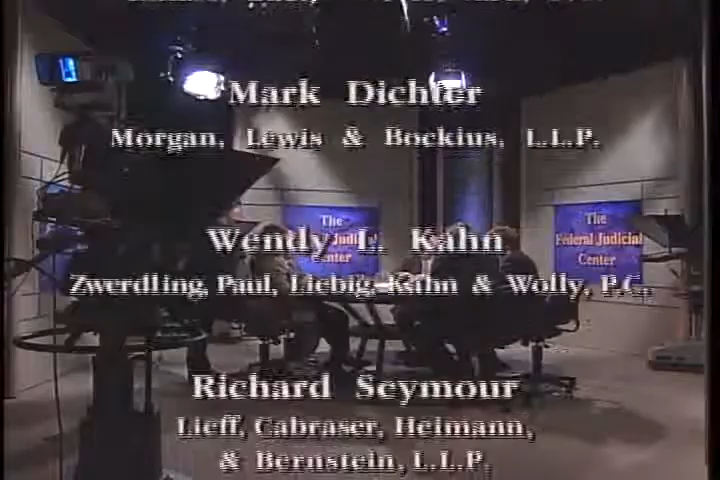 Mark Dichter
Morgan, Lewis & Bockius, L.L.P.
The
Federal Judicial
Center
The
Judicial
Center
Wendy L. Kahn
Zwerdling, Paul, Liebig, Kahn & Wolly, P.C.
Richard Seymour
Lieff, Cabraser, Heimann,
& Bernstein, L.L.P.